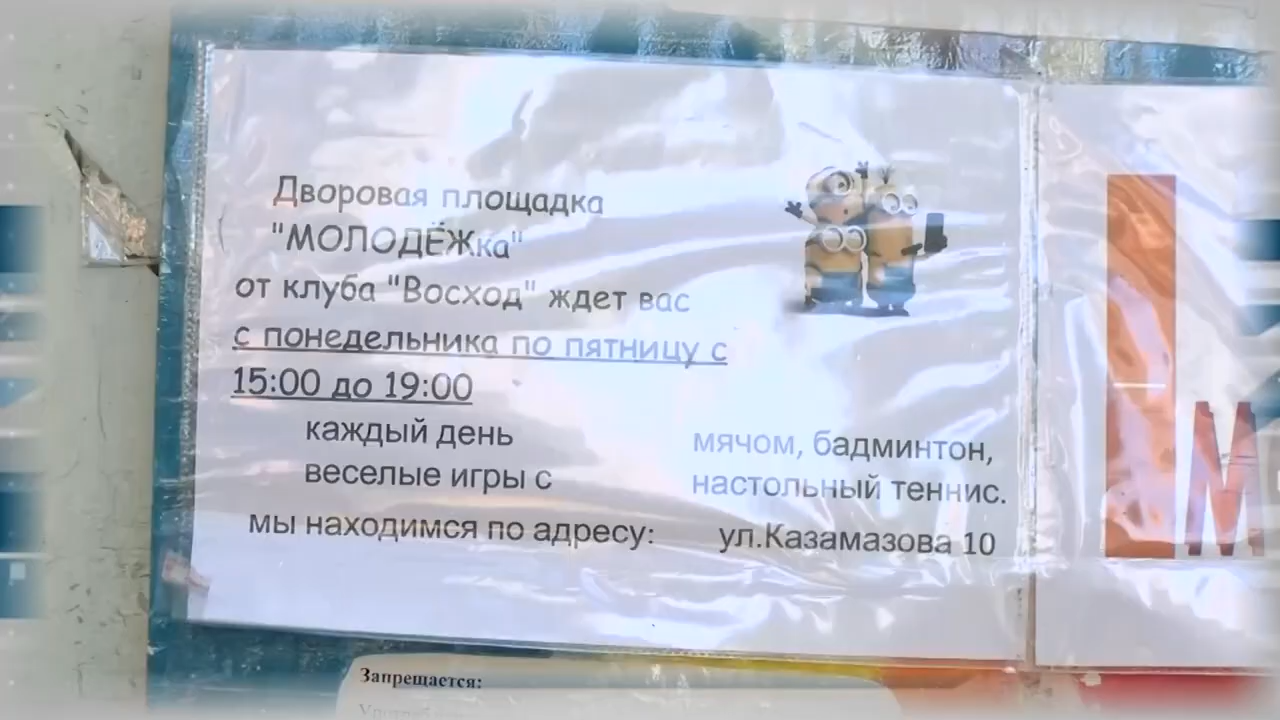 Дворовая площадка
"МОЛОДЁЖка"
от клуба "Восход" ждет вас
с понедельника по пятницу с
15:00 до 19:00
каждый день
веселые игры с
мячом, бадминтон,
настольный теннис.
мы находимся по адресу: ул.Казамазова 10
Запрещается: